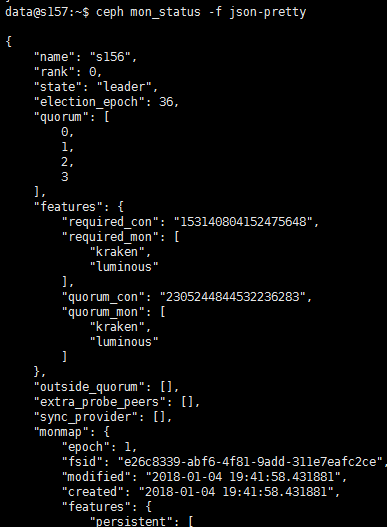 data@s157:~$ ceph mon_status -f json-pretty
{
    "name": "s156",
    "rank": 0,
    "state": "leader",
    "election_epoch": 36,
    "quorum": [
        0,
        1,
        2,
        3
    ],
    "features": {
        "required_con": "153140804152475648",
        "required_mon": [
            "kraken",
            "luminous"
        ],
        "quorum_con": "2305244844532236283",
        "quorum_mon": [
            "kraken",
            "luminous"
        ]
    },
    "outside_quorum": [],
    "extra_probe_peers": [],
    "sync_provider": [],
    "monmap": {
        "epoch": 1,
        "fsid": "e26c8339-abf6-4f81-9add-311e7eafc2ce",
        "modified": "2018-01-04 19:41:58.431881",
        "created": "2018-01-04 19:41:58.431881",
        "features": {
            "persistent": [